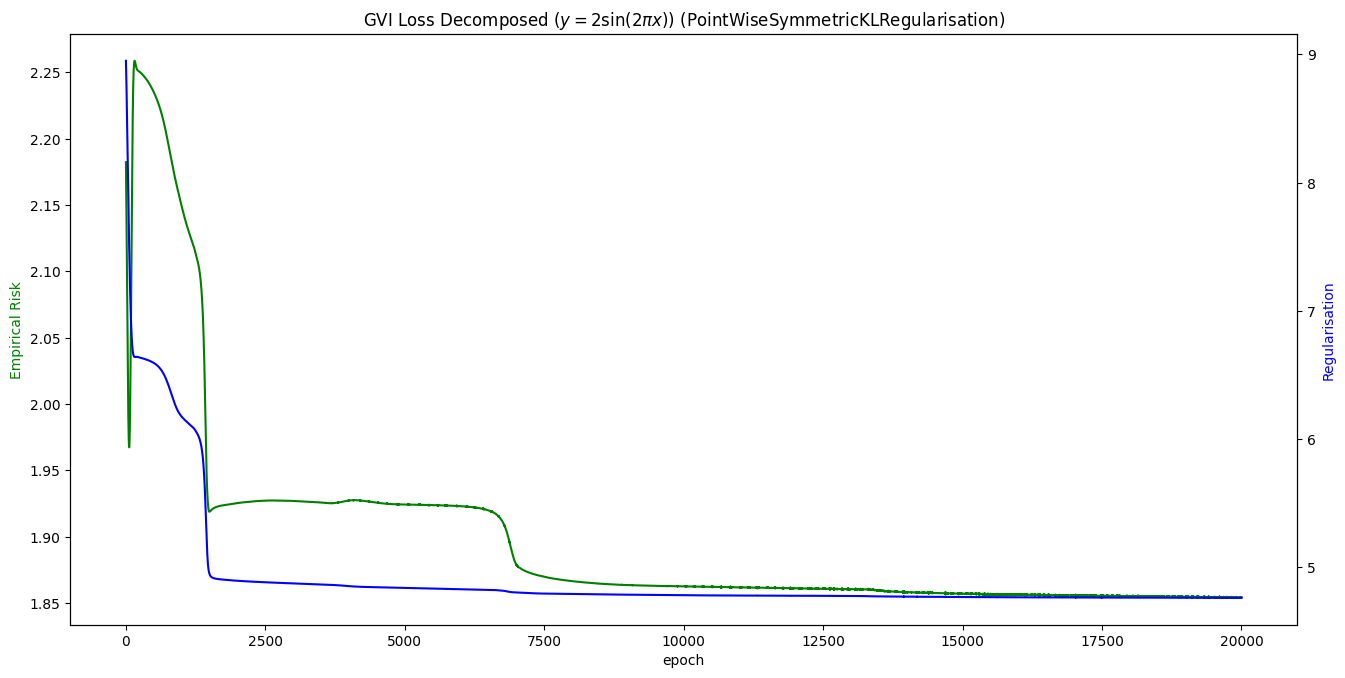 GVI Loss Decomposed (y = 2sin(2πx)) (PointWiseSymmetricKLRegularisation)
Empirical Risk
2.25
2.20
2.15
2.10
2.05
2.00
1.95
1.90
1.85
9
8
7
6
5
Regularisation
0 2500 5000 7500 10000 12500 15000 17500 20000
epoch